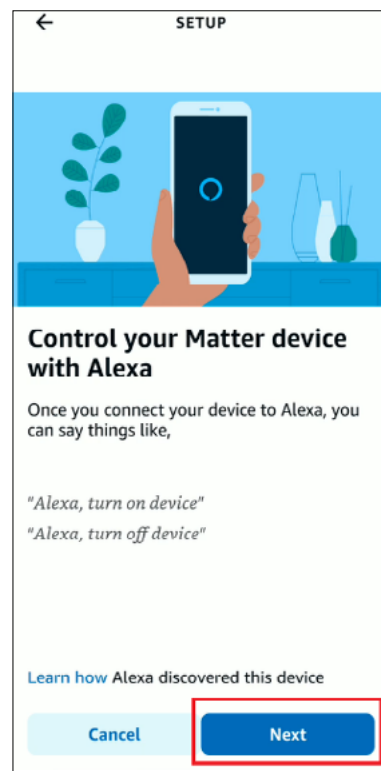 SETUP
Control your Matter device
with Alexa
Once you connect your device to Alexa, you
can say things like,
"Alexa, turn on device"
"Alexa, turn off device"
Learn how Alexa discovered this device
Cancel
Next